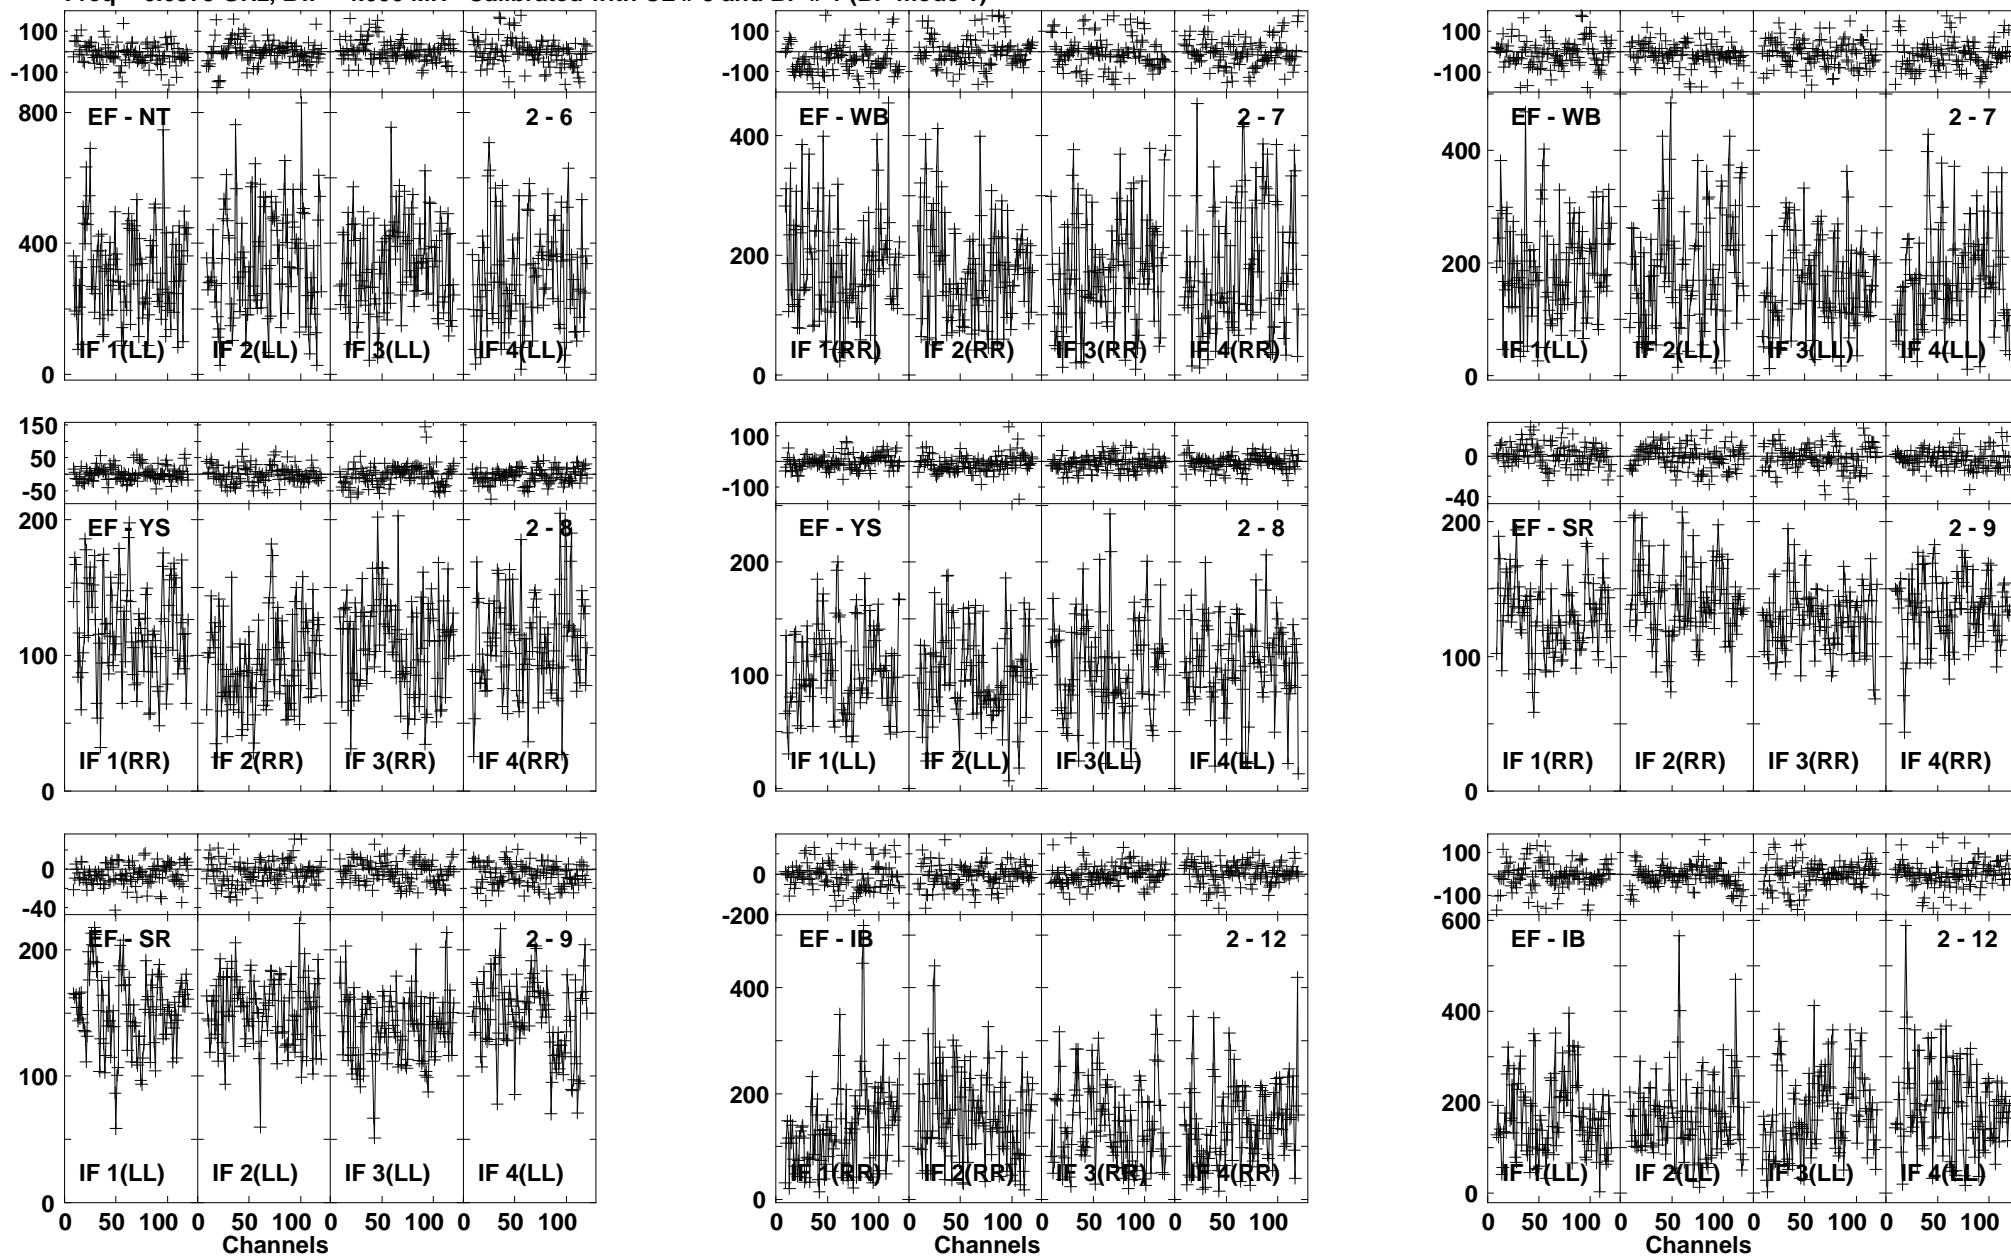 100
-100
800
400
0
EF - NT
2 - 6
IF 1(LL)
IF 2(LL)
IF 3(LL)
IF 4(LL)
100
-100
400
200
0
EF - WB
2 - 7
IF 1(RR)
IF 2(RR)
IF 3(RR)
IF 4(RR)
100
-100
400
200
0
EF - WB
2 - 7
IF 1(LL)
IF 2(LL)
IF 3(LL)
IF 4(LL)
150
50
-50
200
100
0
EF - YS
2 - 8
IF 1(RR)
IF 2(RR)
IF 3(RR)
IF 4(RR)
100
-100
200
100
0
EF - YS
2 - 8
IF 1(LL)
IF 2(LL)
IF 3(LL)
IF 4(LL)
0
-40
200
100
0
EF - SR
2 - 9
IF 1(RR)
IF 2(RR)
IF 3(RR)
IF 4(RR)
0
-40
200
100
0
EF - SR
2 - 9
IF 1(LL)
IF 2(LL)
IF 3(LL)
IF 4(LL)
0 50 100 0 50 100 0 50 100 0 50 100
Channels
0
-200
400
200
0
EF - IB
2 - 12
IF 1(RR)
IF 2(RR)
IF 3(RR)
IF 4(RR)
0 50 100 0 50 100 0 50 100 0 50 100
Channels
100
-100
600
400
200
0
EF - IB
2 - 12
IF 1(LL)
IF 2(LL)
IF 3(LL)
IF 4(LL)
0 50 100 0 50 100 0 50 100 0 50 100
Channels